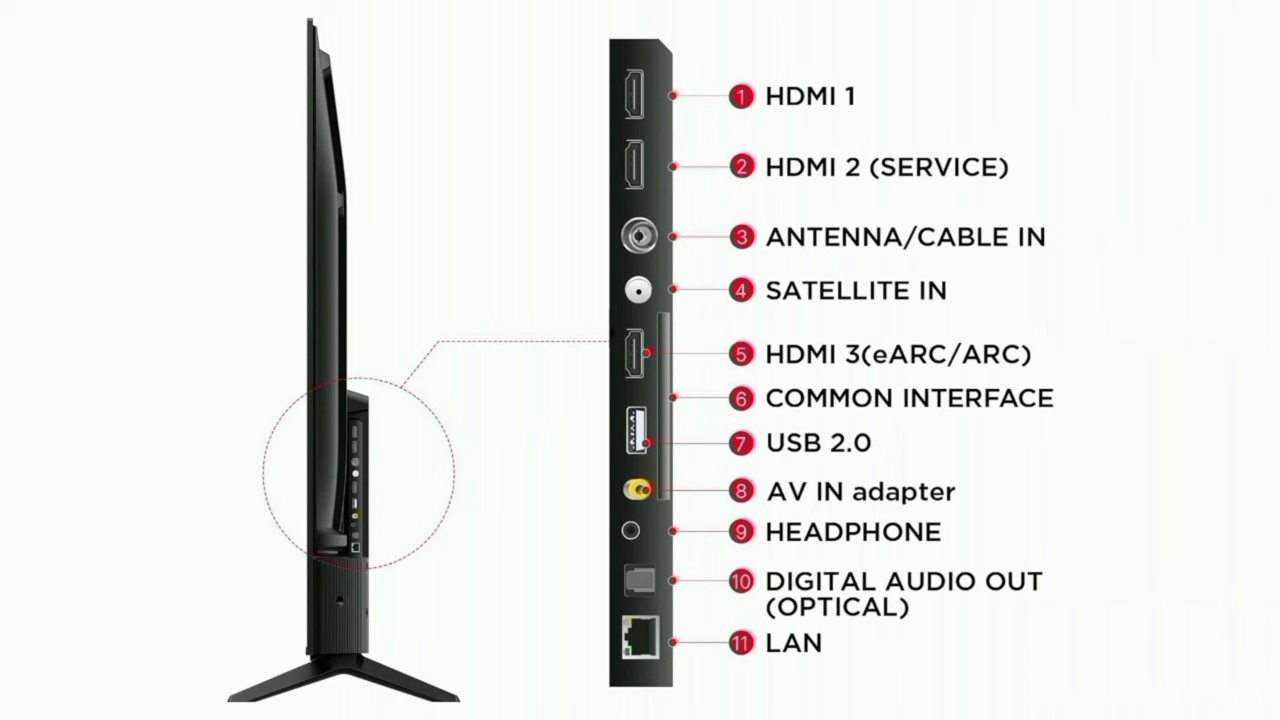 1 HDMI 1
2 HDMI 2 (SERVICE)
3 ANTENNA/CABLE IN
4 SATELLITE IN
5 HDMI 3(eARC/ARC)
6 COMMON INTERFACE
7 USB 2.0
8 AV IN adapter
9 HEADPHONE
10 DIGITAL AUDIO OUT
(OPTICAL)
11 LAN